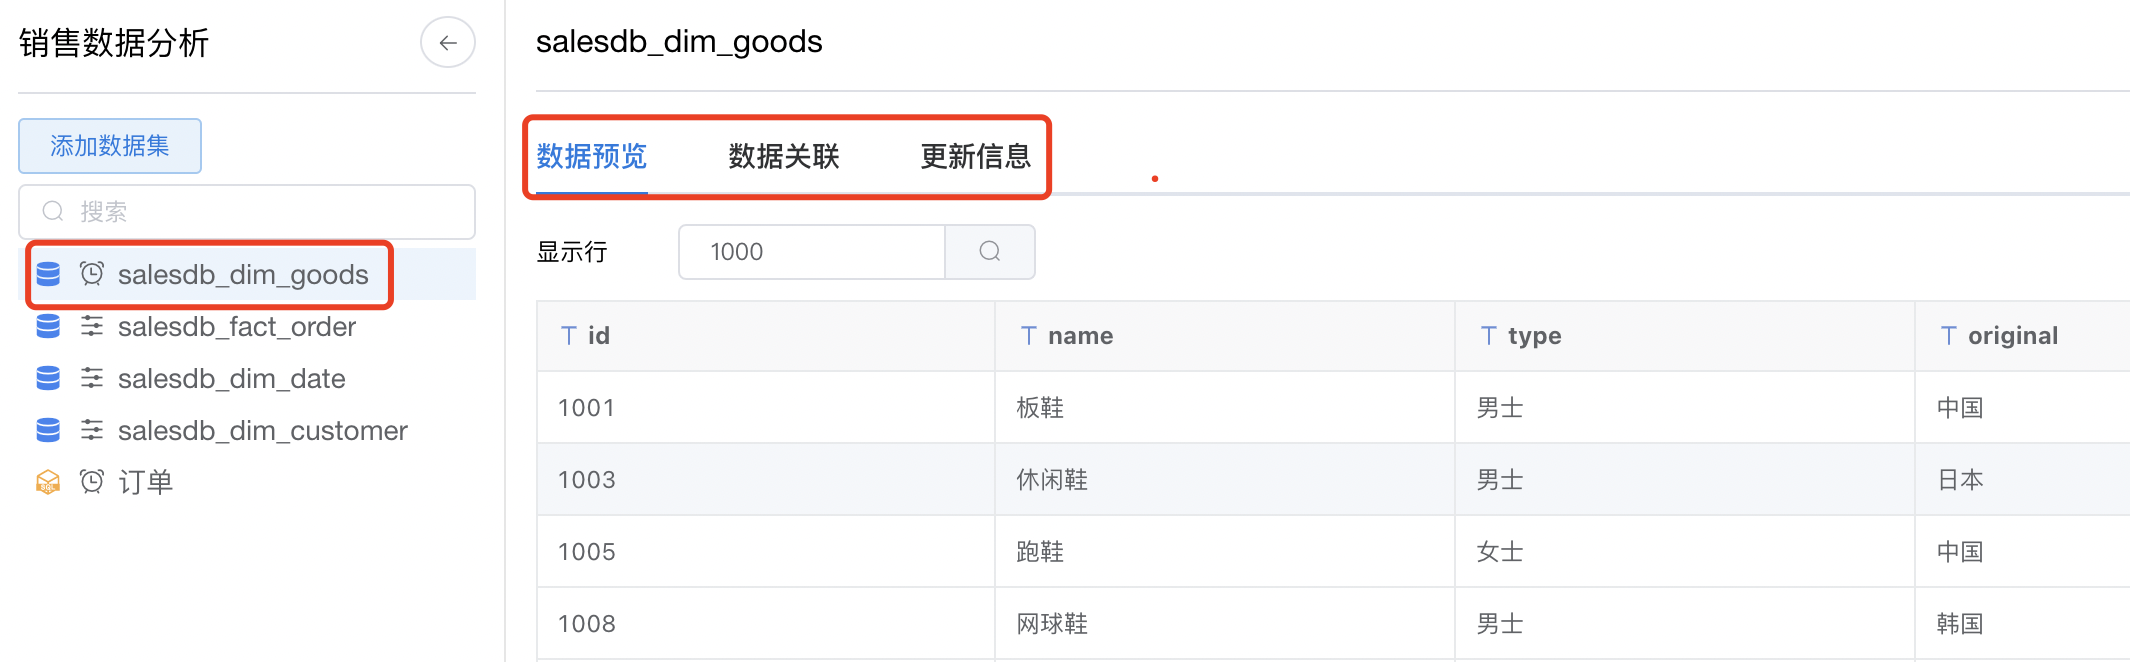 销售数据分析
添加数据集
搜索
salesdb_dim_goods
salesdb_fact_order
salesdb_dim_date
salesdb_dim_customer
订单
salesdb_dim_goods
数据预览 数据关联 更新信息
显示行 1000
T id T name T type T original
1001 板鞋 男士 中国
1003 休闲鞋 男士 日本
1005 跑鞋 女士 中国
1008 网球鞋 男士 韩国